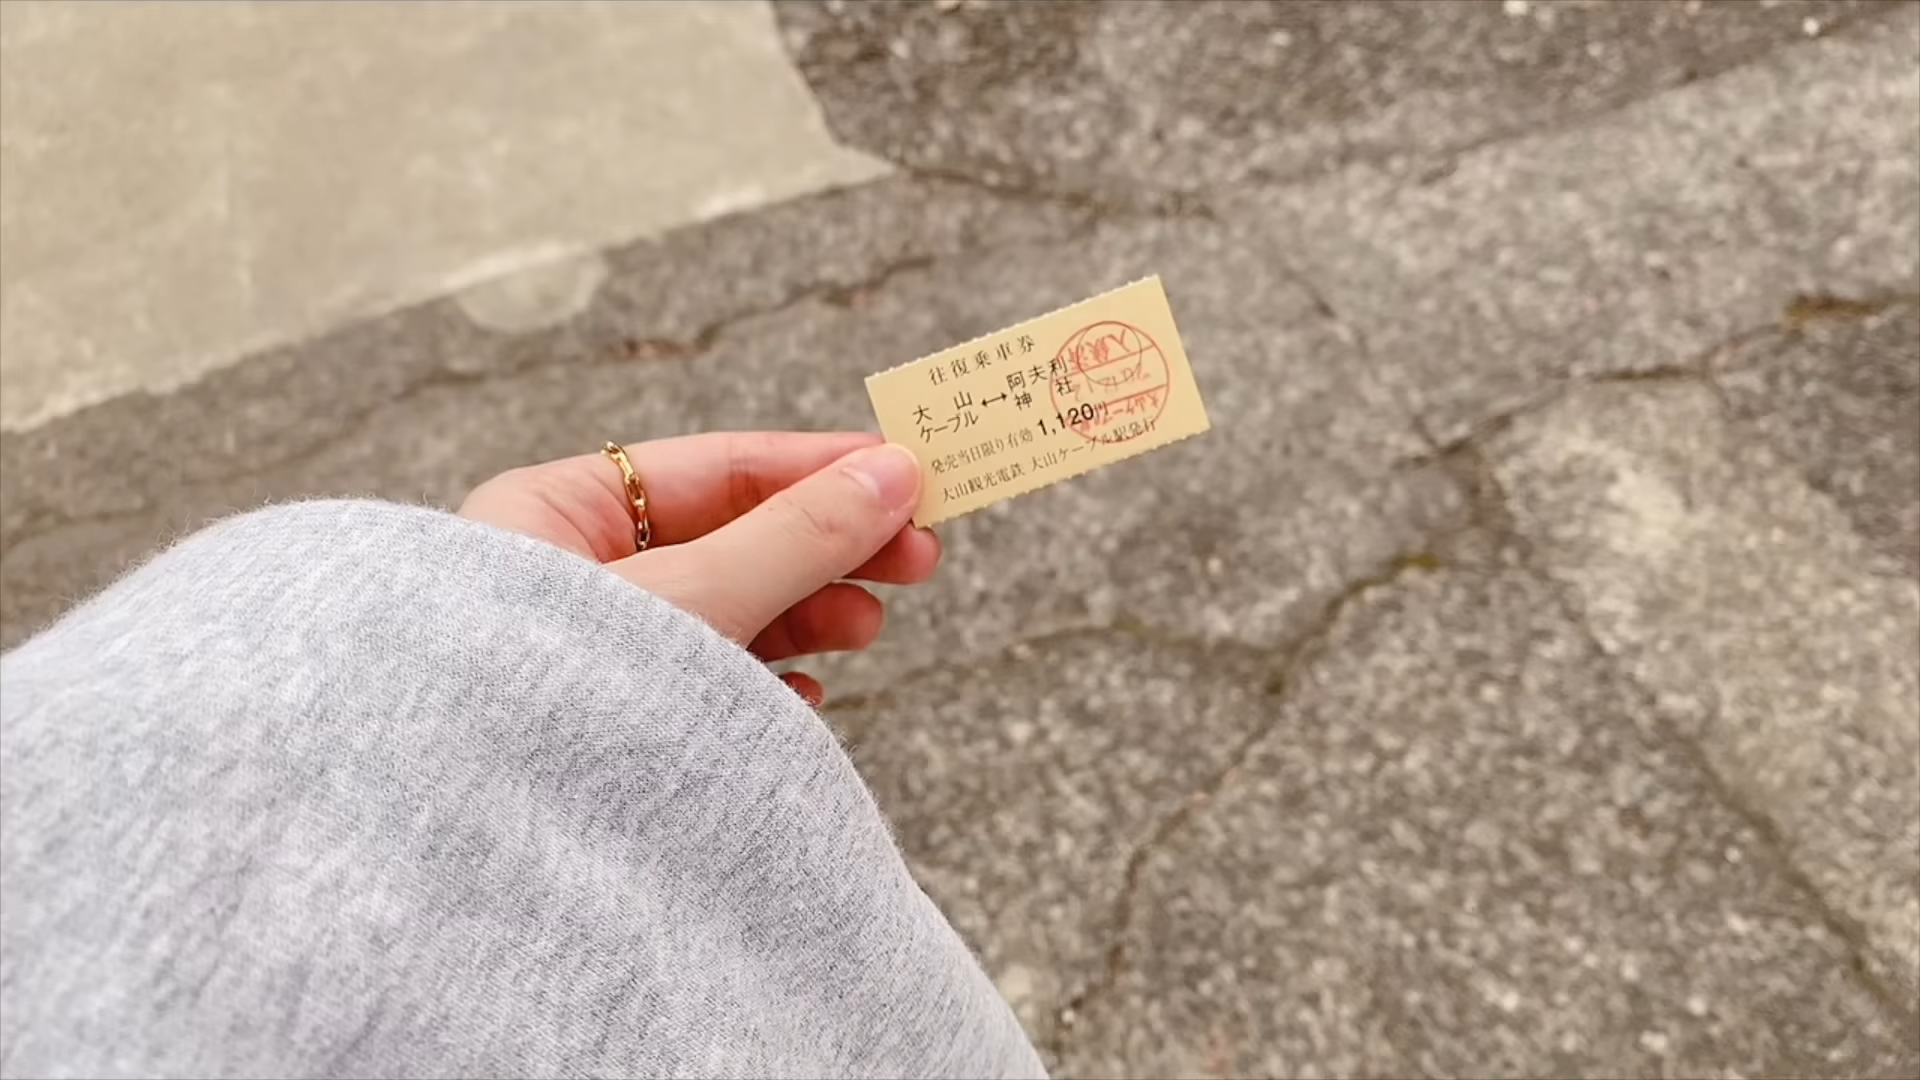 往復乗車券
大山ケーブル ↔ 阿夫利神社
発売当日限り有効 1,120円
大山観光電鉄 大山ケーブル駅発行